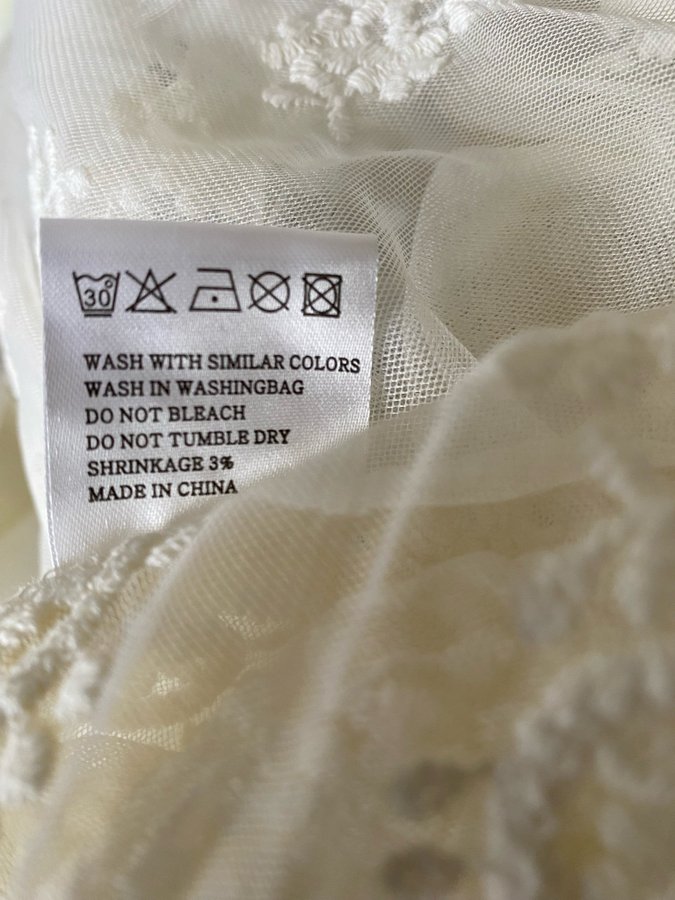 30
WASH WITH SIMILAR COLORS
WASH IN WASHINGBAG
DO NOT BLEACH
DO NOT TUMBLE DRY
SHRINKAGE 3%
MADE IN CHINA